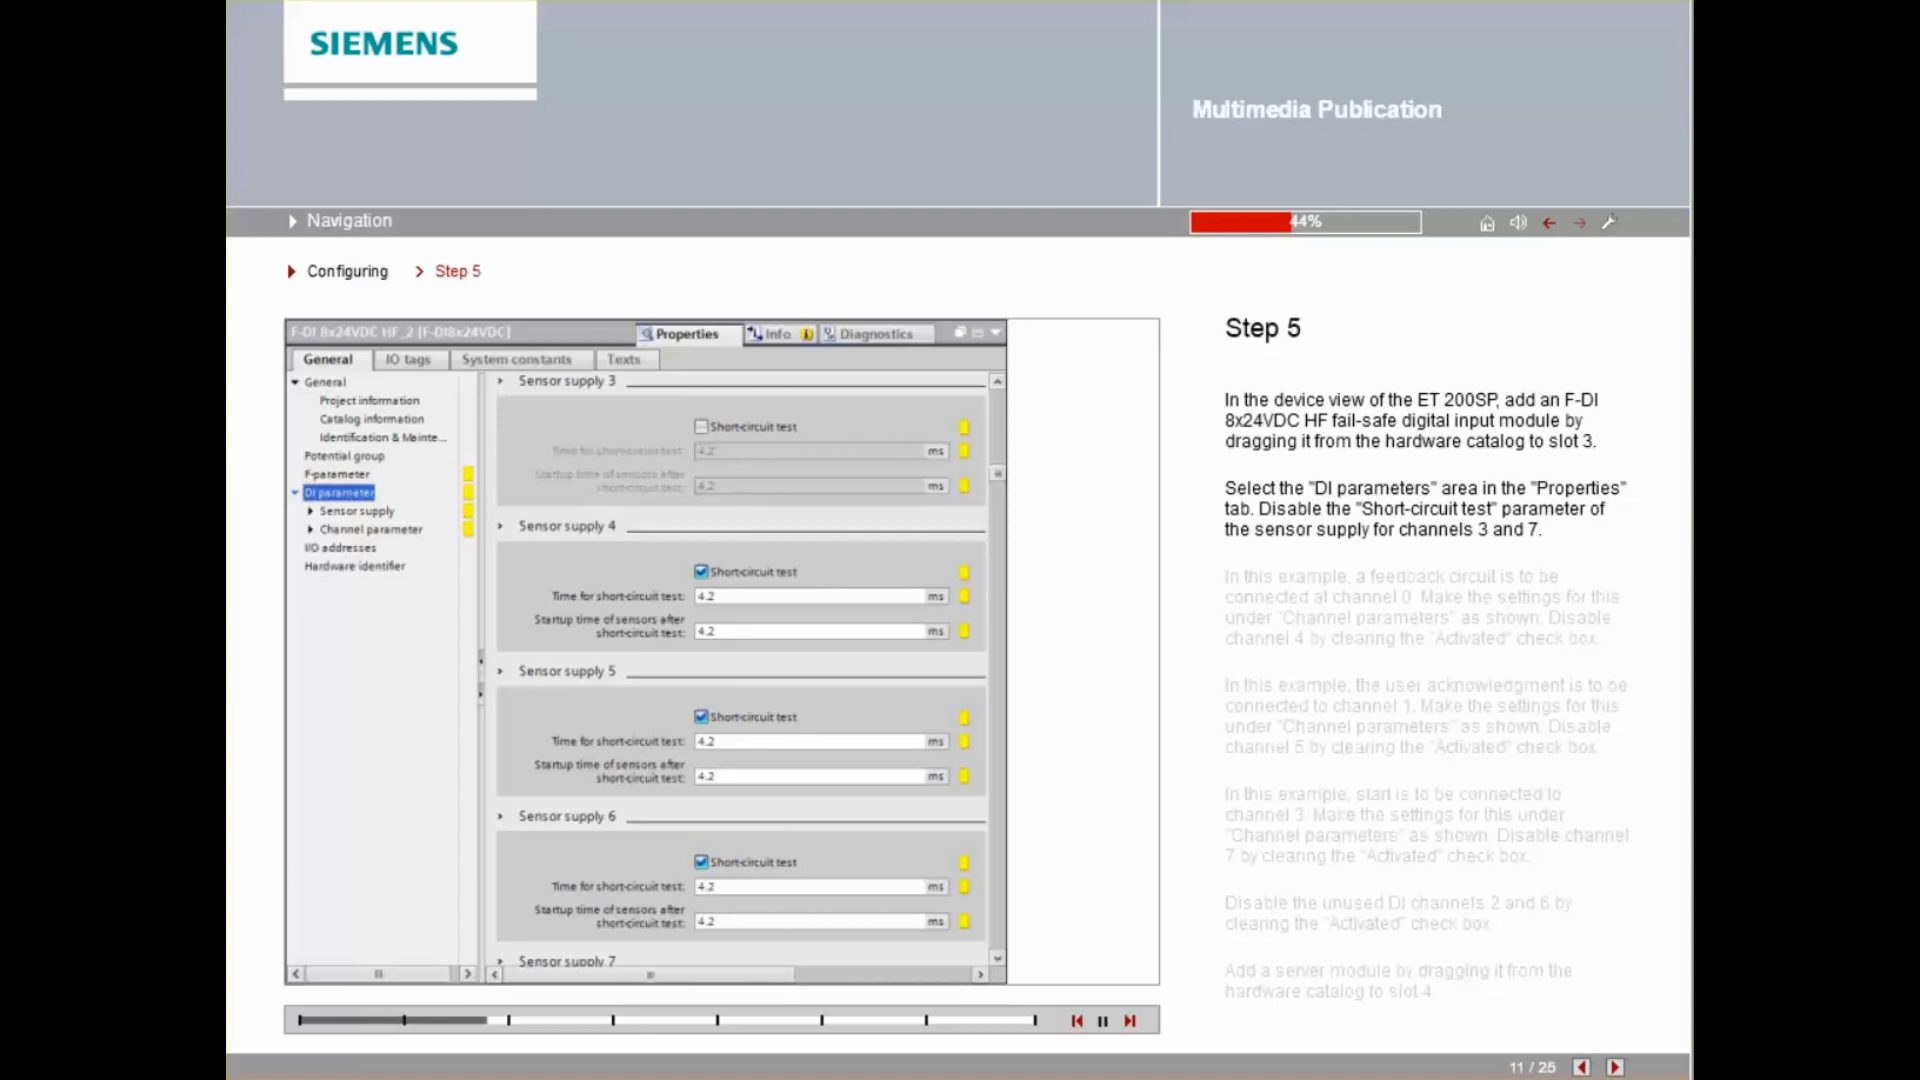 SIEMENS
Multimedia Publication
Navigation
44%
Configuring
Step 5
F-DI 8x24VDC HF_2 [F-DI8x24VDC]
Properties
Info
Diagnostics
General
IO tags
System constants
Texts
General
Project information
Catalog information
Identification & Mainte...
Potential group
F-parameter
DI parameter
Sensor supply
Channel parameter
I/O addresses
Hardware identifier
Sensor supply 3
Short-circuit test
Time for short-circuit test: 4.2 ms
Startup time of sensors after
short-circuit test: 4.2 ms
Sensor supply 4
Short-circuit test
Time for short-circuit test: 4.2 ms
Startup time of sensors after
short-circuit test: 4.2 ms
Sensor supply 5
Short-circuit test
Time for short-circuit test: 4.2 ms
Startup time of sensors after
short-circuit test: 4.2 ms
Sensor supply 6
Short-circuit test
Time for short-circuit test: 4.2 ms
Startup time of sensors after
short-circuit test: 4.2 ms
Sensor supply 7
Step 5
In the device view of the ET 200SP, add an F-DI
8x24VDC HF fail-safe digital input module by
dragging it from the hardware catalog to slot 3.
Select the "DI parameters" area in the "Properties"
tab. Disable the "Short-circuit test" parameter of
the sensor supply for channels 3 and 7.
In this example, a feedback circuit is to be
connected at channel 0. Make the settings for this
under "Channel parameters" as shown. Disable
channel 4 by clearing the "Activated" check box.
In this example, the user acknowledgment is to be
connected to channel 1. Make the settings for this
under "Channel parameters" as shown. Disable
channel 5 by clearing the "Activated" check box.
In this example, start is to be connected to
channel 3. Make the settings for this under
"Channel parameters" as shown. Disable channel
7 by clearing the "Activated" check box.
Disable the unused DI channels 2 and 6 by
clearing the "Activated" check box.
Add a server module by dragging it from the
hardware catalog to slot 4.
11 / 25